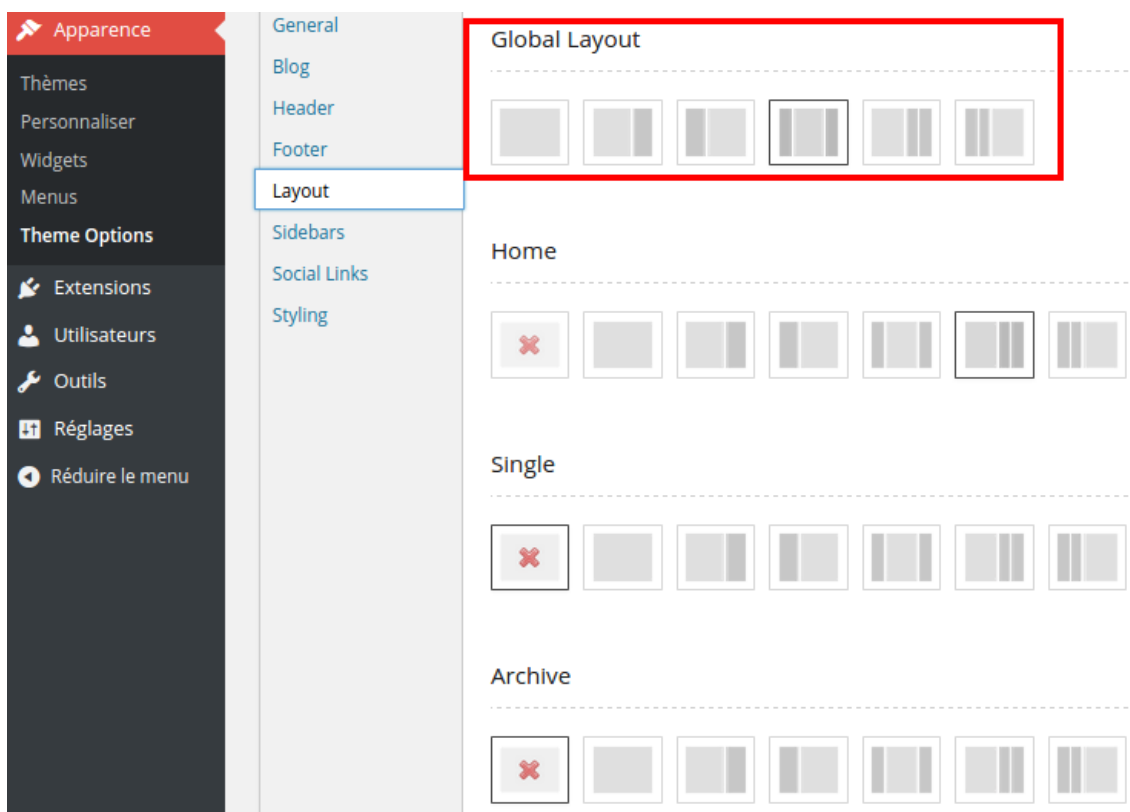 Apparence
Thèmes
Personnaliser
Widgets
Menus
Theme Options
Extensions
Utilisateurs
Outils
Réglages
Réduire le menu
General
Blog
Header
Footer
Layout
Sidebars
Social Links
Styling
Global Layout
Home
Single
Archive